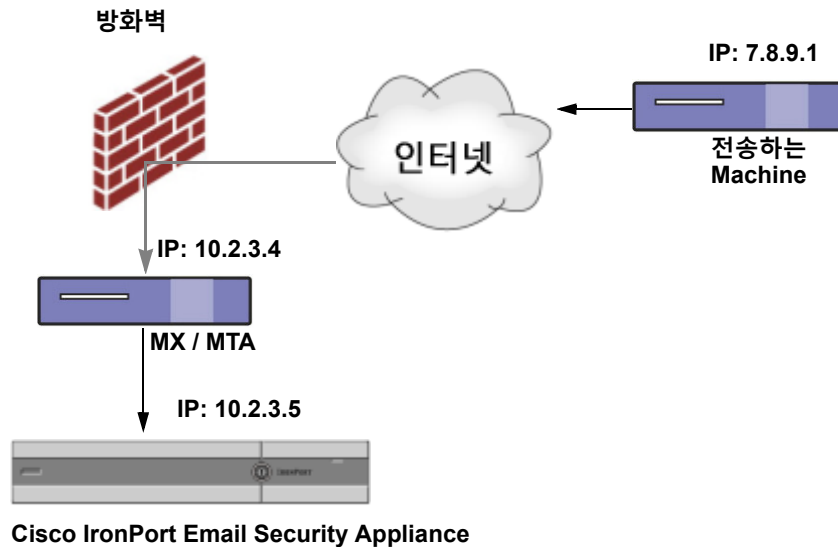 방화벽
IP: 7.8.9.1
인터넷
전송하는
Machine
IP: 10.2.3.4
MX / MTA
IP: 10.2.3.5
IRONPORT
Cisco IronPort Email Security Appliance